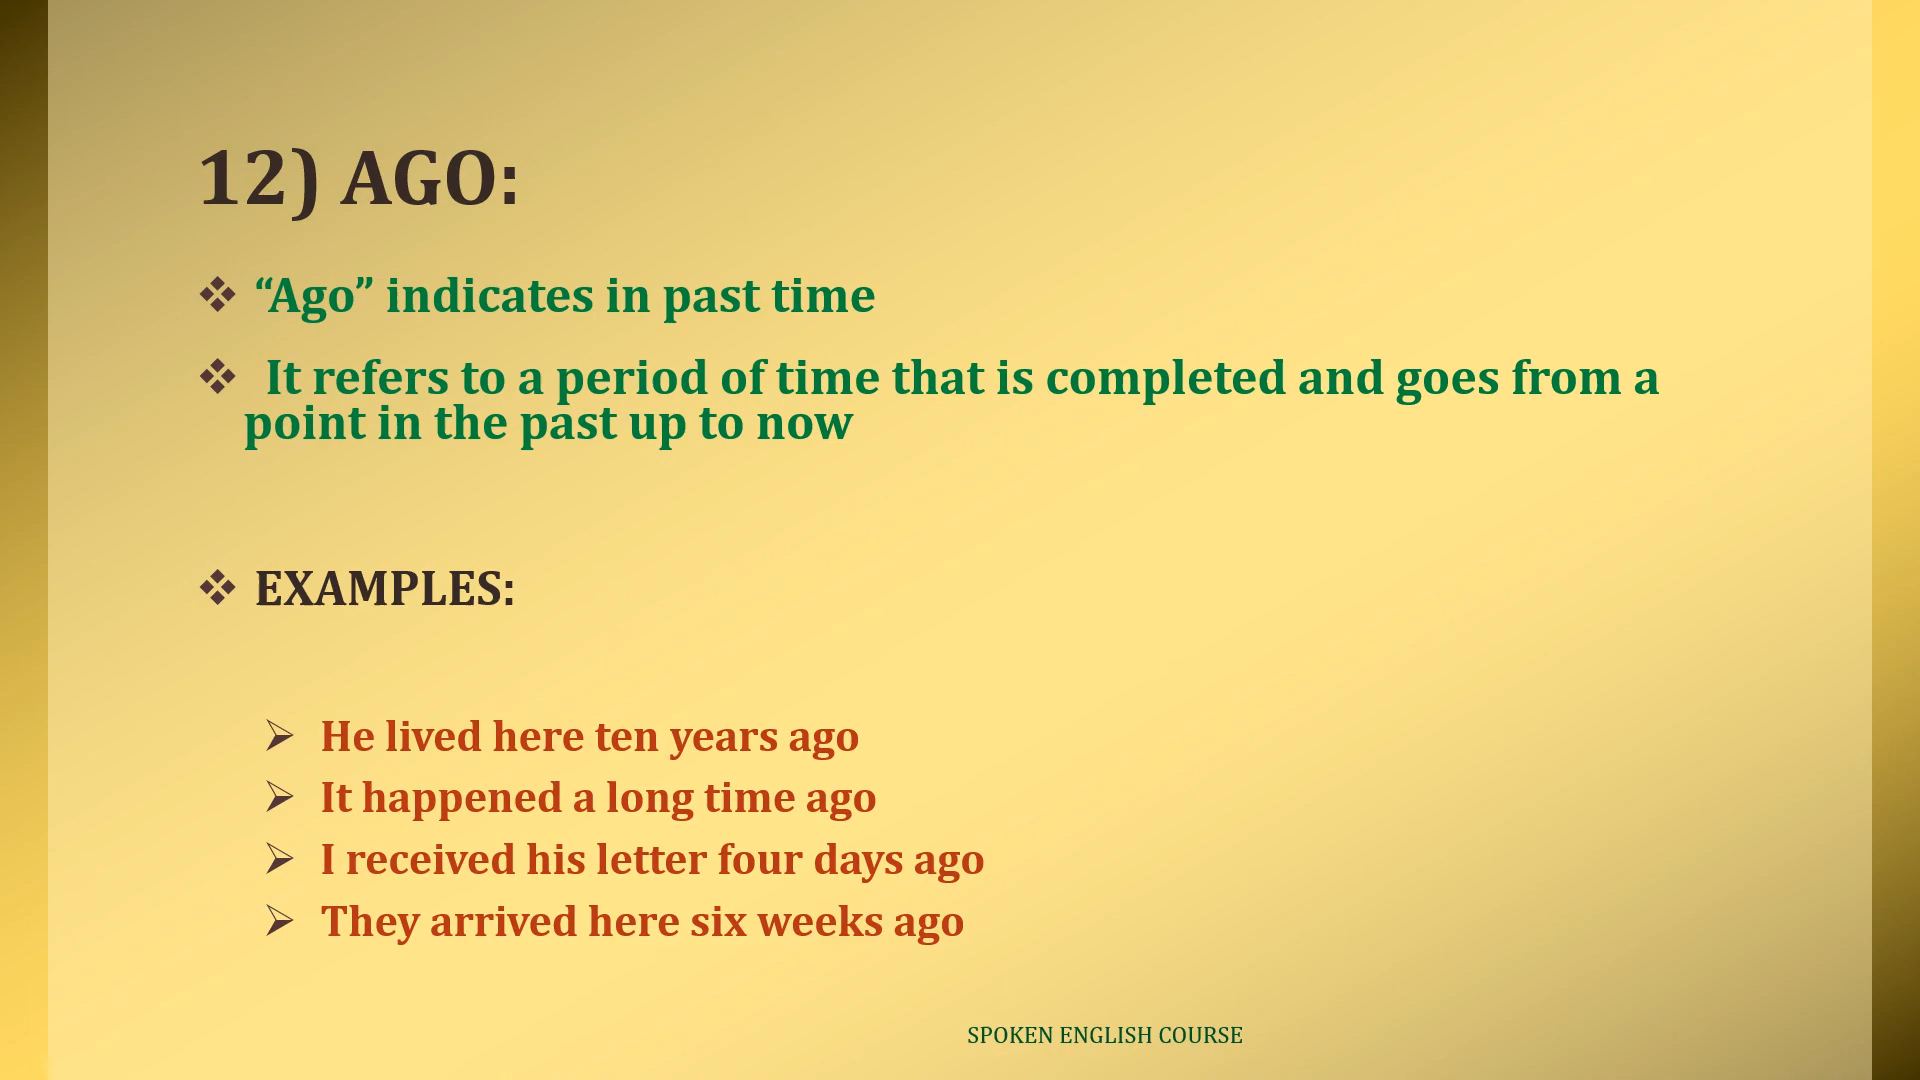 12) AGO:
❖ “Ago” indicates in past time
❖ It refers to a period of time that is completed and goes from a
point in the past up to now
❖ EXAMPLES:
➢ He lived here ten years ago
➢ It happened a long time ago
➢ I received his letter four days ago
➢ They arrived here six weeks ago
SPOKEN ENGLISH COURSE